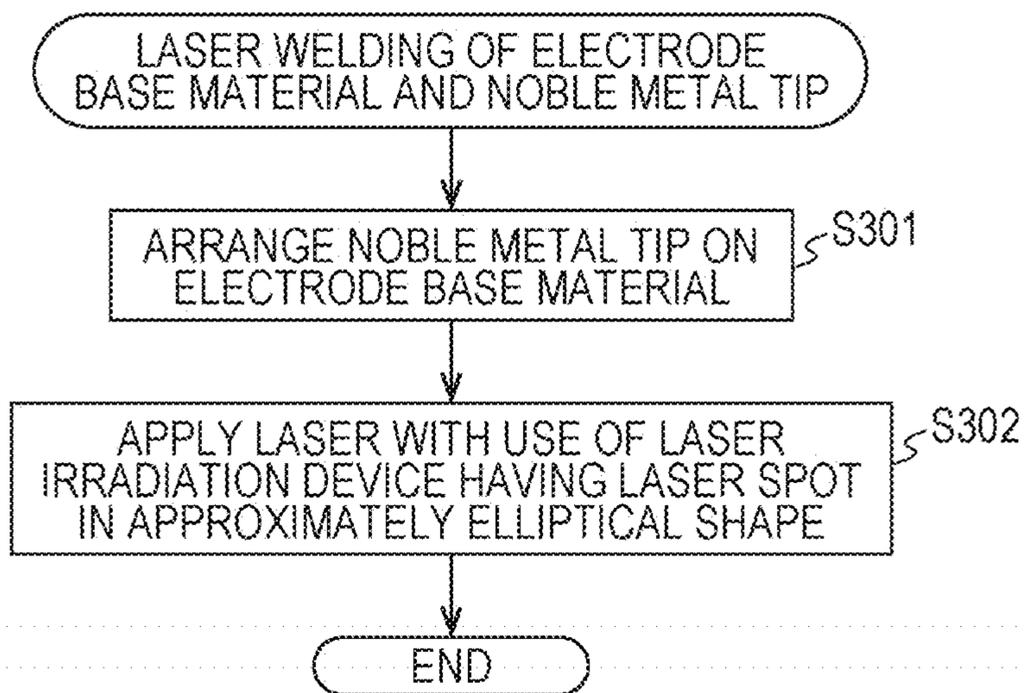 LASER WELDING OF ELECTRODE
BASE MATERIAL AND NOBLE METAL TIP
ARRANGE NOBLE METAL TIP ON
ELECTRODE BASE MATERIAL
S301
APPLY LASER WITH USE OF LASER
IRRADIATION DEVICE HAVING LASER SPOT
IN APPROXIMATELY ELLIPTICAL SHAPE
S302
END